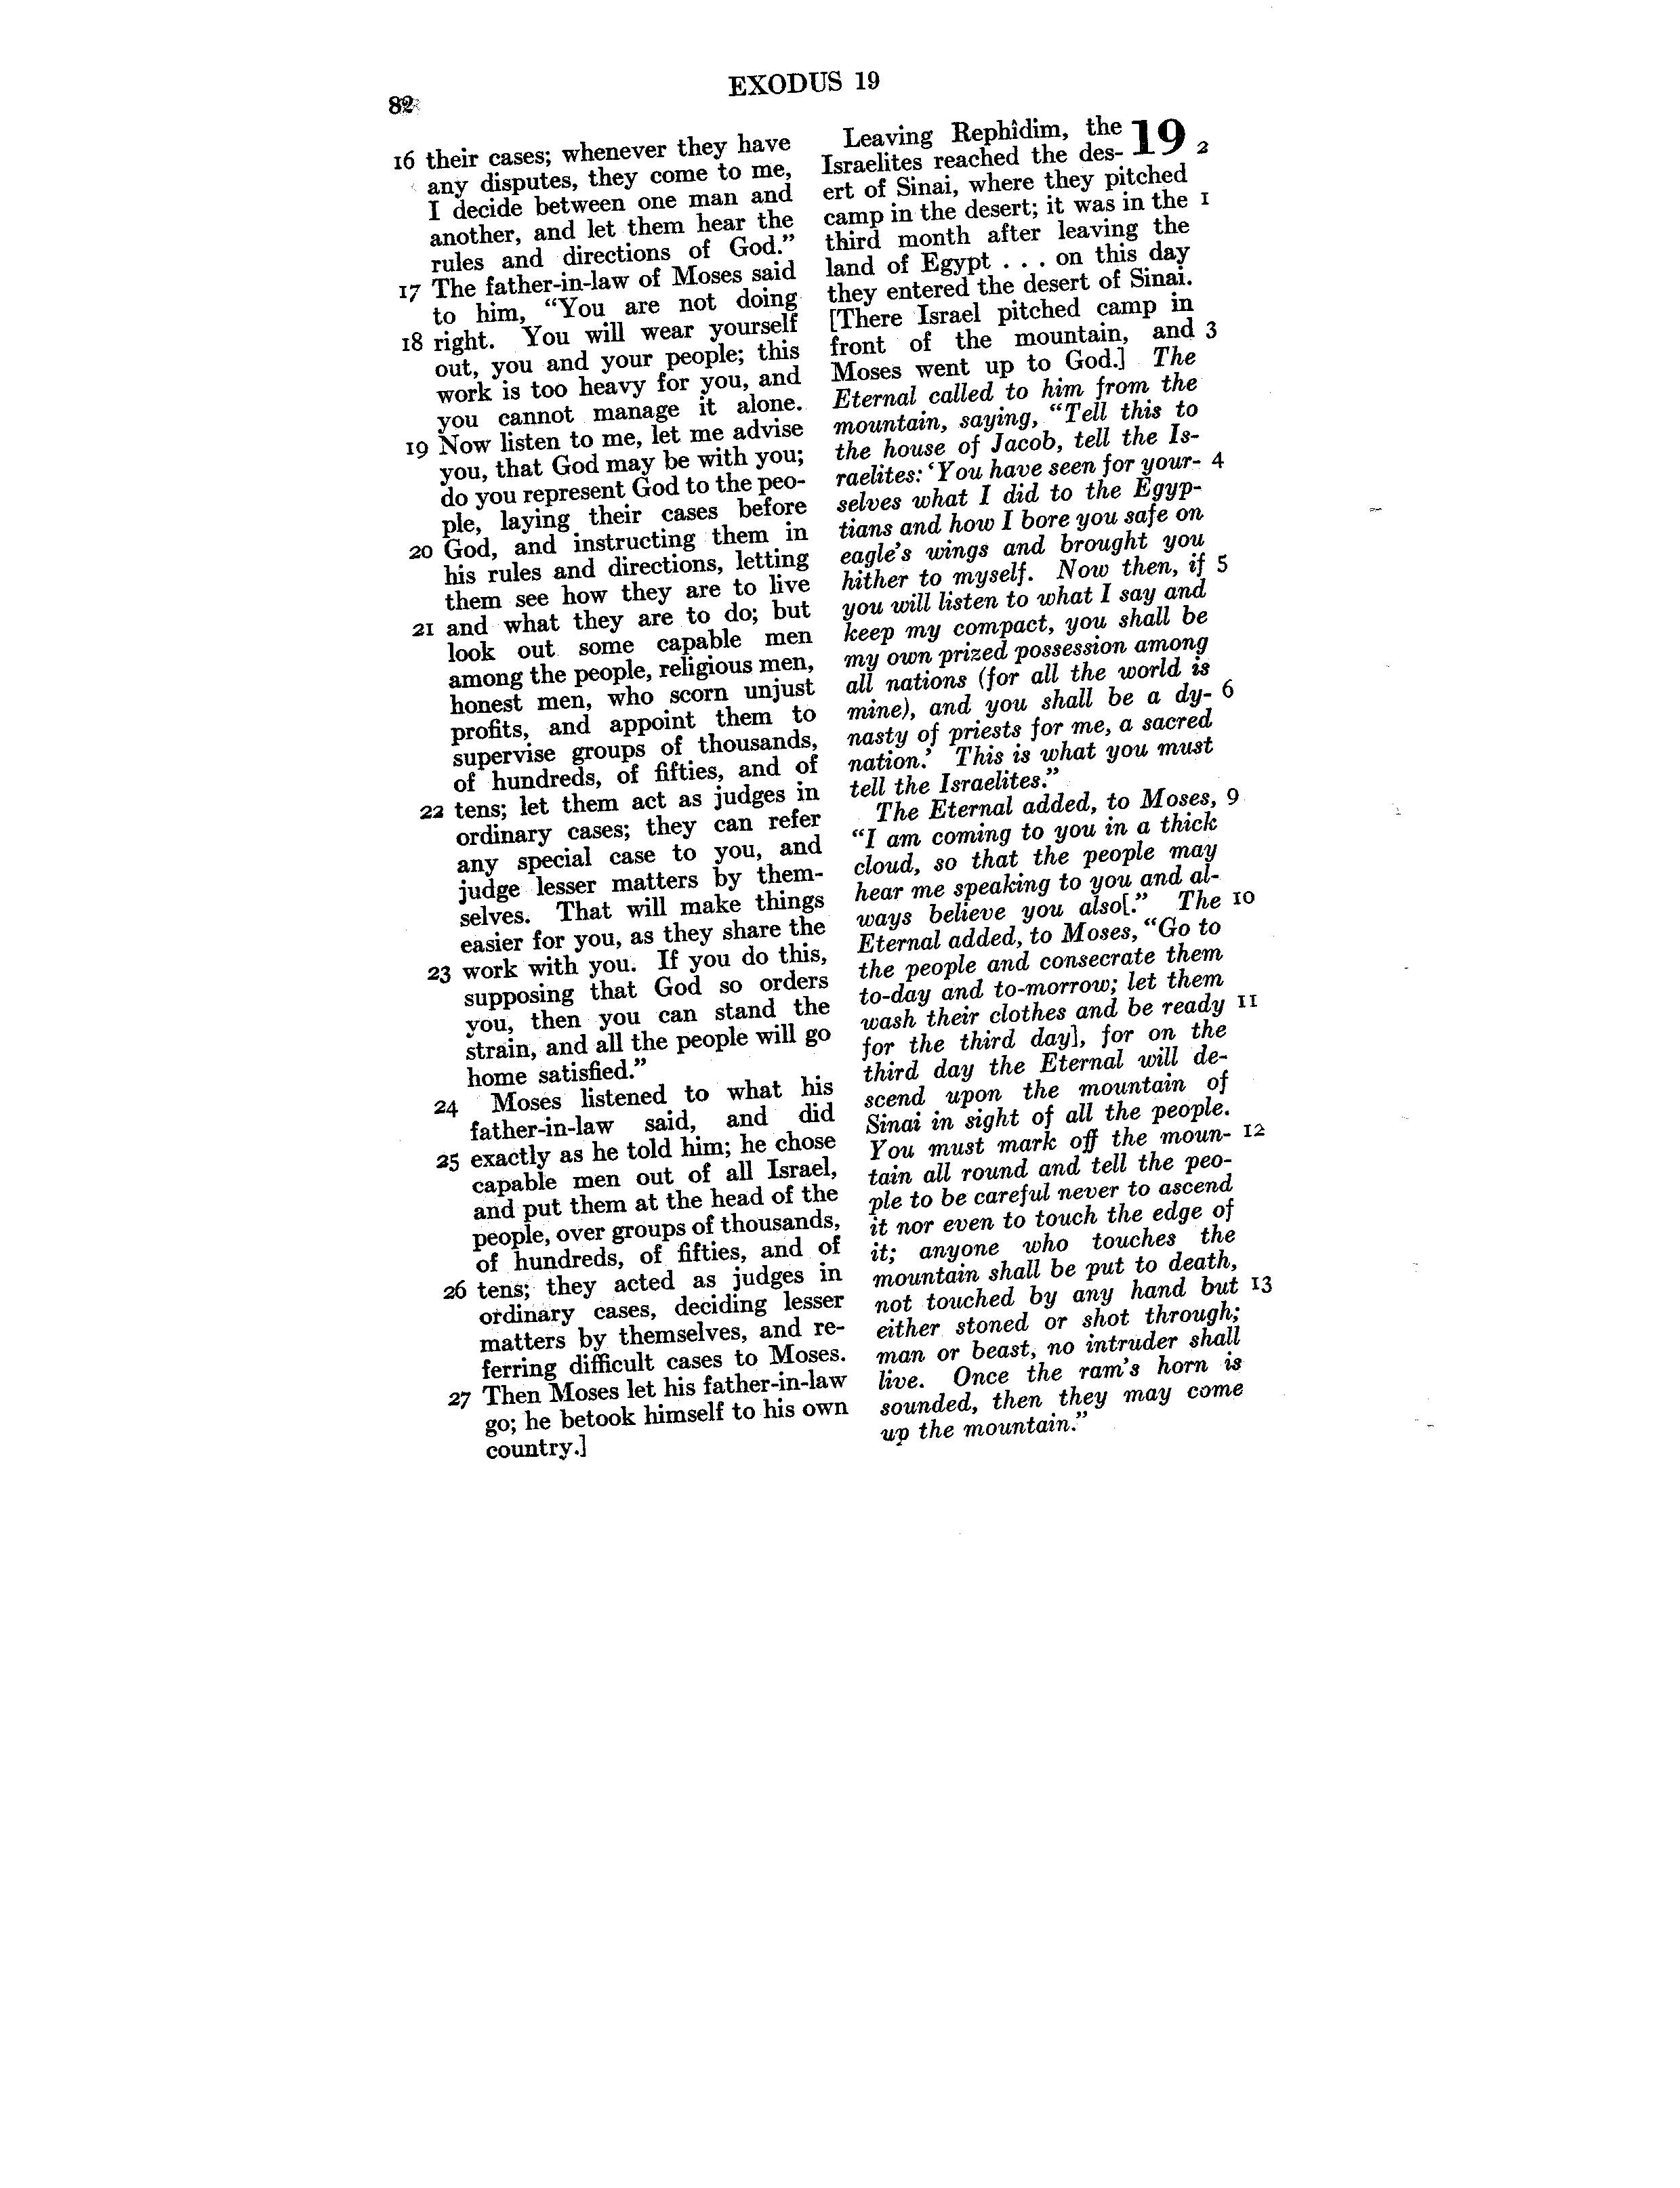 82
EXODUS 19
16 their cases; whenever they have
any disputes, they come to me,
I decide between one man and
another, and let them hear the
rules and directions of God.”
17 The father-in-law of Moses said
to him, “You are not doing
18 right. You will wear yourself
out, you and your people; this
work is too heavy for you, and
you cannot manage it alone.
19 Now listen to me, let me advise
you, that God may be with you;
do you represent God to the peo-
ple, laying their cases before
20 God, and instructing them in
his rules and directions, letting
them see how they are to live
21 and what they are to do; but
look out some capable men
among the people, religious men,
honest men, who scorn unjust
profits, and appoint them to
supervise groups of thousands,
of hundreds, of fifties, and of
22 tens; let them act as judges in
ordinary cases; they can refer
any special case to you, and
judge lesser matters by them-
selves. That will make things
easier for you, as they share the
23 work with you. If you do this,
supposing that God so orders
you, then you can stand the
strain, and all the people will go
home satisfied.”
24 Moses listened to what his
father-in-law said, and did
25 exactly as he told him; he chose
capable men out of all Israel,
and put them at the head of the
people, over groups of thousands,
of hundreds, of fifties, and of
26 tens; they acted as judges in
ordinary cases, deciding lesser
matters by themselves, and re-
ferring difficult cases to Moses.
27 Then Moses let his father-in-law
go; he betook himself to his own
country.]
Leaving Rephîdim, the 19 2
Israelites reached the des-
ert of Sinai, where they pitched
camp in the desert; it was in the 1
third month after leaving the
land of Egypt . . . on this day
they entered the desert of Sinai.
[There Israel pitched camp in
front of the mountain, and 3
Moses went up to God.] The
Eternal called to him from the
mountain, saying, “Tell this to
the house of Jacob, tell the Is-
raelites: ‘You have seen for your- 4
selves what I did to the Egyp-
tians and how I bore you safe on
eagle’s wings and brought you
hither to myself. Now then, if 5
you will listen to what I say and
keep my compact, you shall be
my own prized possession among
all nations (for all the world is
mine), and you shall be a dy- 6
nasty of priests for me, a sacred
nation.’ This is what you must
tell the Israelites.”
The Eternal added, to Moses, 9
“I am coming to you in a thick
cloud, so that the people may
hear me speaking to you and al-
ways believe you also[.” The 10
Eternal added, to Moses, “Go to
the people and consecrate them
to-day and to-morrow; let them
wash their clothes and be ready 11
for the third day], for on the
third day the Eternal will de-
scend upon the mountain of
Sinai in sight of all the people.
You must mark off the moun- 12
tain all round and tell the peo-
ple to be careful never to ascend
it nor even to touch the edge of
it; anyone who touches the
mountain shall be put to death,
not touched by any hand but 13
either stoned or shot through;
man or beast, no intruder shall
live. Once the ram’s horn is
sounded, then they may come
up the mountain.”